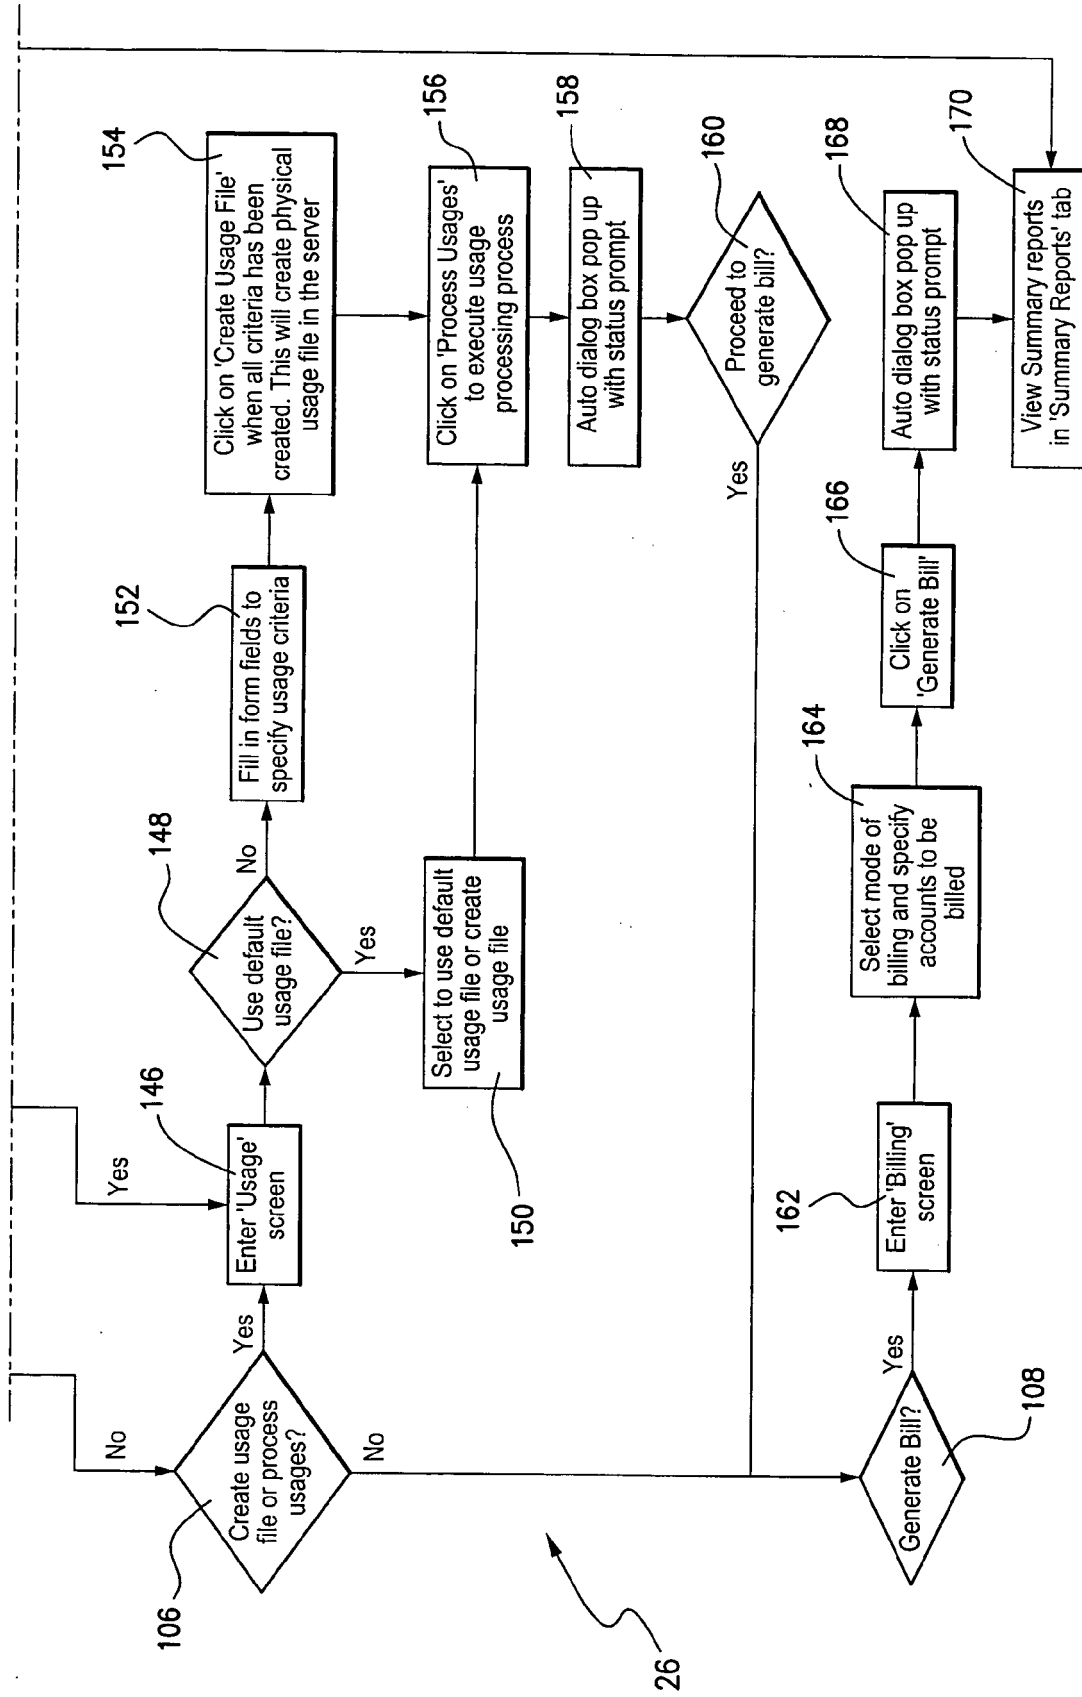 No
106
Create usage
file or process
usages?
Yes
No
Yes
146
Enter 'Usage'
screen
148
Use default
usage file?
No
Yes
152
Fill in form fields to
specify usage criteria
154
Click on 'Create Usage File'
when all criteria has been
created. This will create physical
usage file in the server
150
Select to use default
usage file or create
usage file
156
Click on 'Process Usages'
to execute usage
processing process
158
Auto dialog box pop up
with status prompt
160
Proceed to
generate bill?
Yes
26
108
Generate Bill?
Yes
162
Enter 'Billing'
screen
164
Select mode of
billing and specify
accounts to be
billed
166
Click on
'Generate Bill'
168
Auto dialog box pop up
with status prompt
170
View Summary reports
in 'Summary Reports' tab